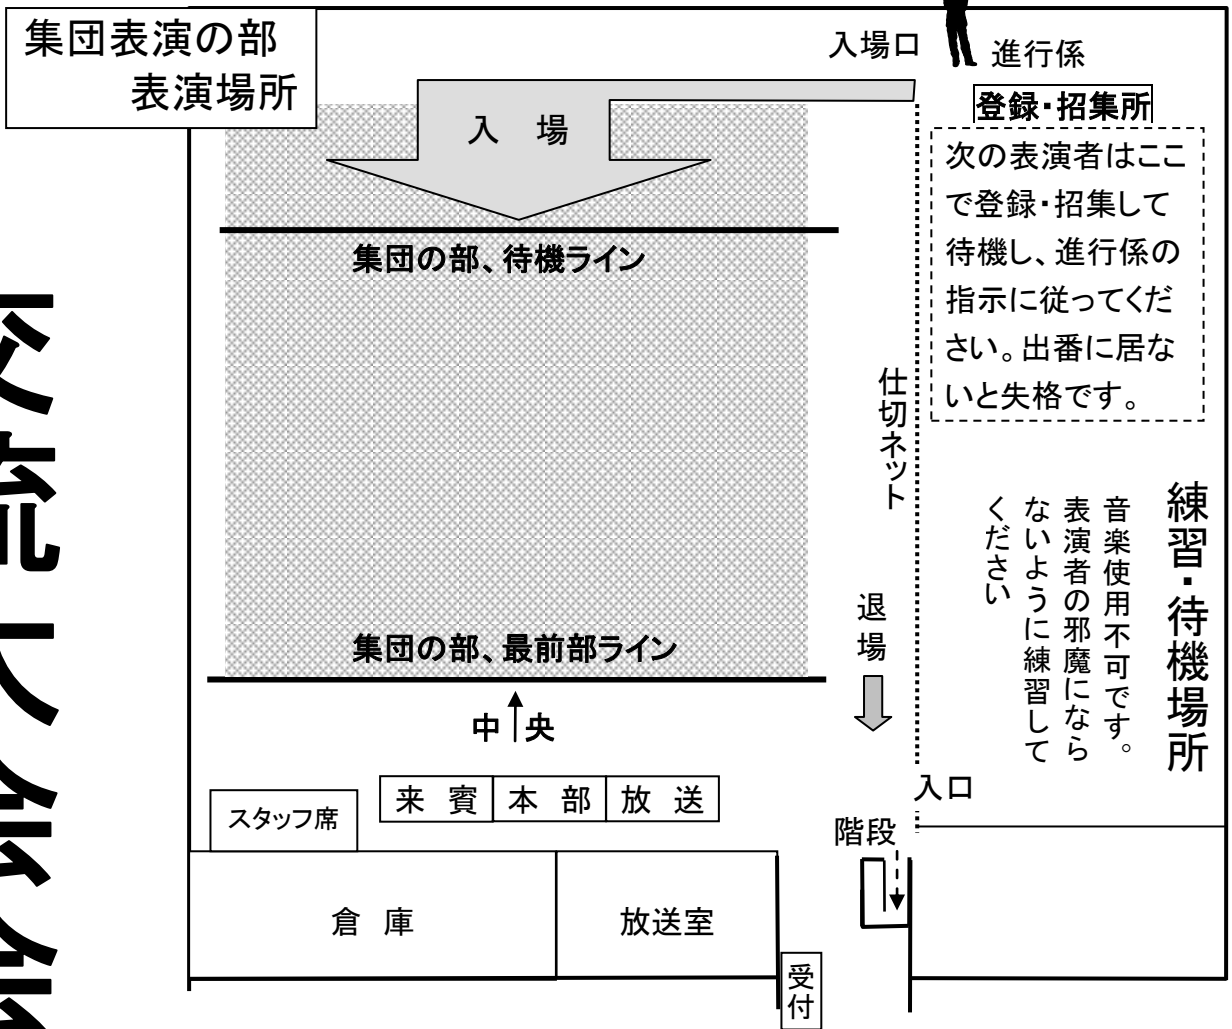 集団表演の部
表演場所
入場口
進行係
登録・招集所
入 場
次の表演者はここ
で登録・招集して
待機し、進行係の
指示に従ってくだ
さい。出番に居な
いと失格です。
集団の部、待機ライン
仕切ネット
練習・待機場所
音楽使用不可です。
表演者の邪魔になら
ないように練習して
ください
退場
集団の部、最前部ライン
中 央
来 賓
本 部
放 送
スタッフ席
入口
階段
倉 庫
放送室
受付